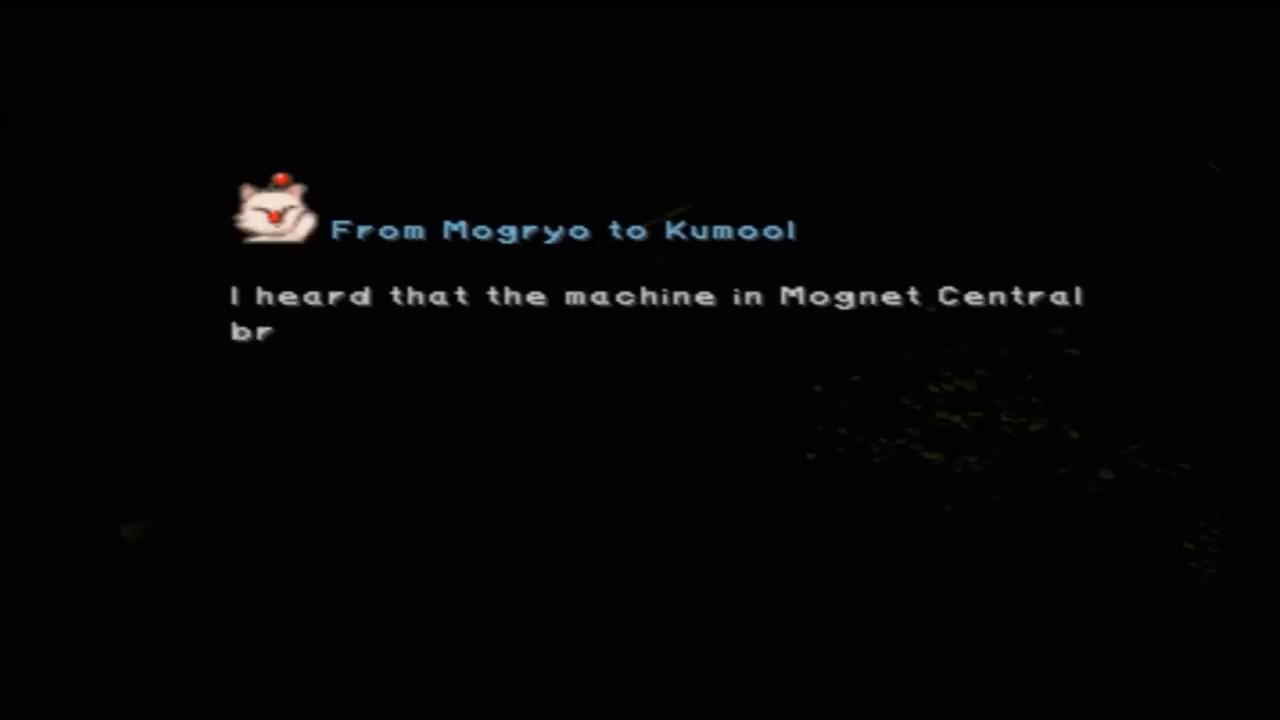 From Mogryo to Kumool
I heard that the machine in Mognet Central
br